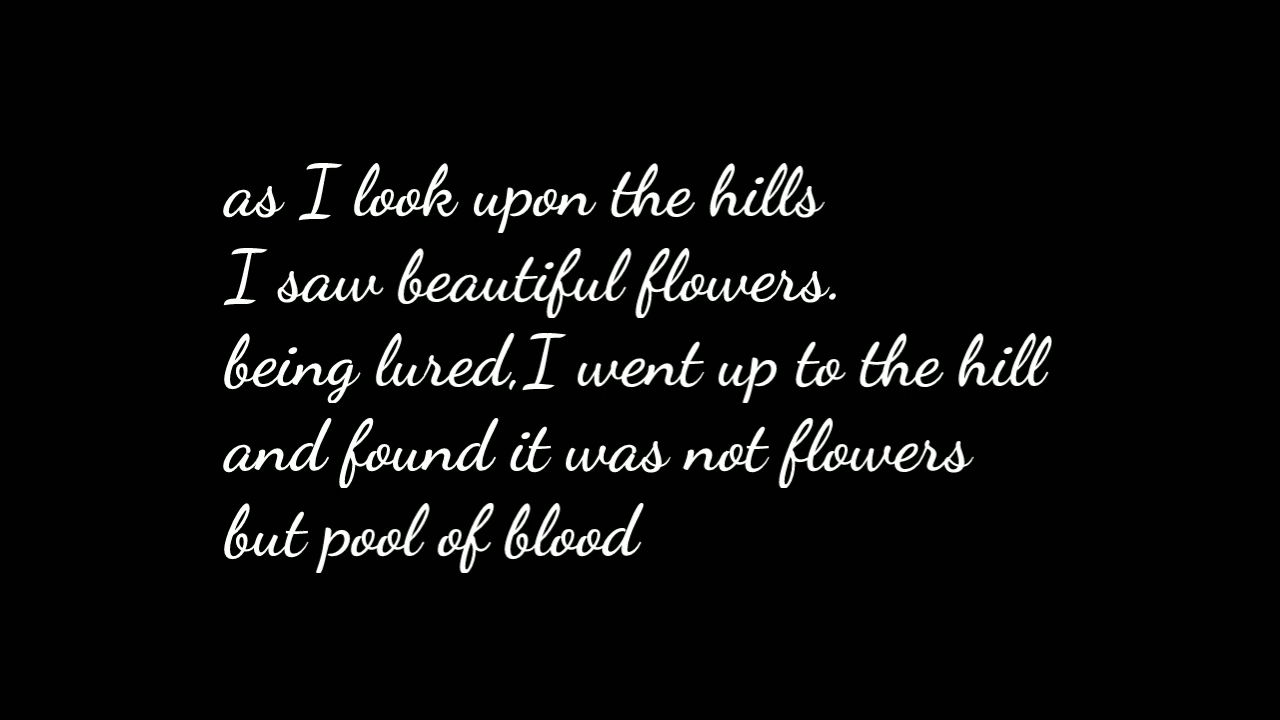 as I look upon the hills
I saw beautiful flowers.
being lured,I went up to the hill
and found it was not flowers
but pool of blood